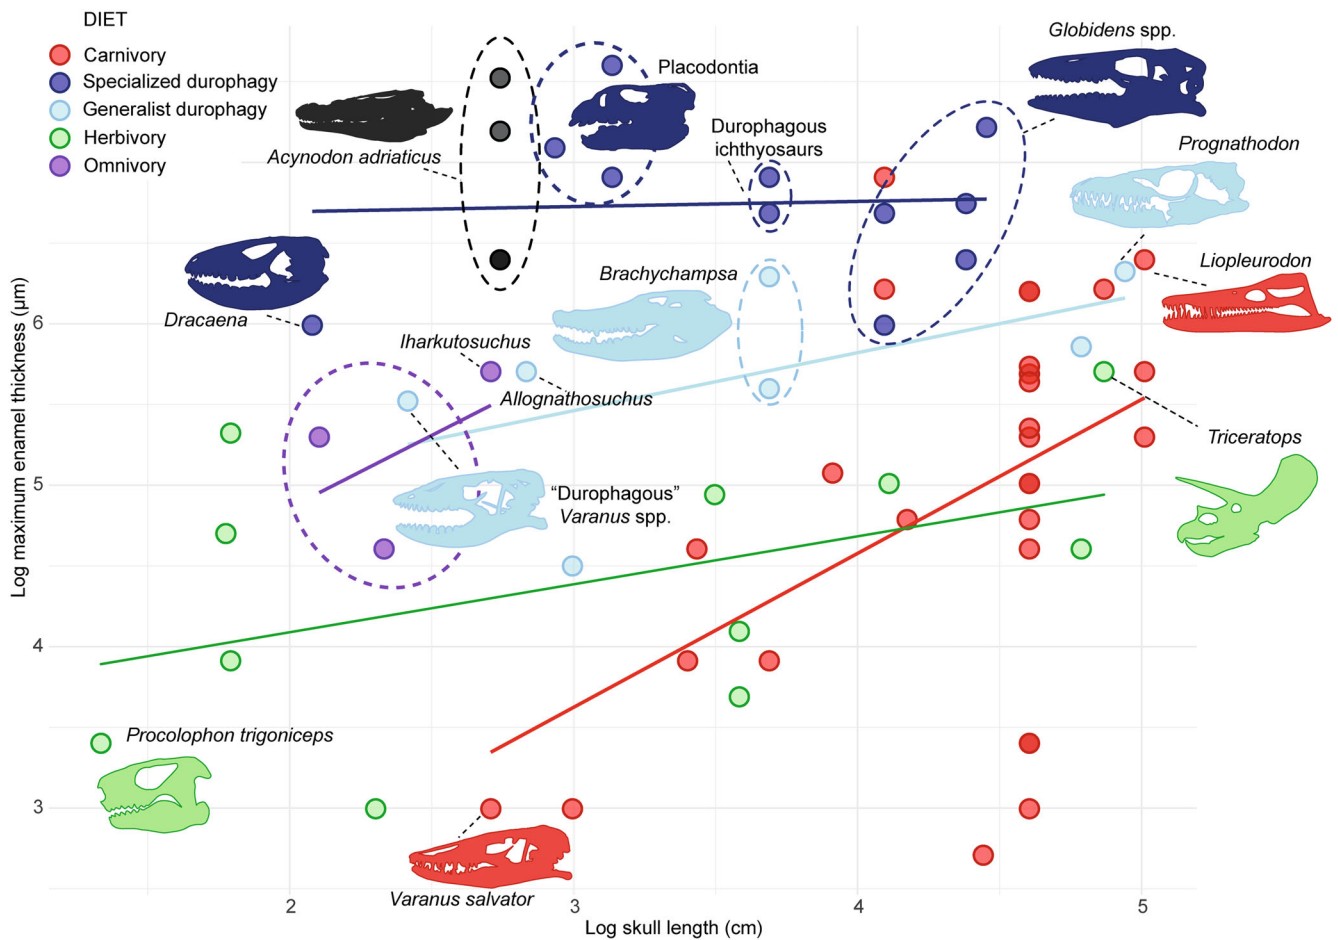 DIET
Carnivory
Specialized durophagy
Generalist durophagy
Herbivory
Omnivory
Globidens spp.
Placodontia
Durophagous
ichthyosaurs
Prognathodon
Acynodon adriaticus
Liopleurodon
Brachychampsa
Dracaena
Iharkutosuchus
Allognathosuchus
Triceratops
“Durophagous”
Varanus spp.
Procolophon trigoniceps
Varanus salvator
Log maximum enamel thickness (μm)
6
5
4
3
2
3
4
5
Log skull length (cm)